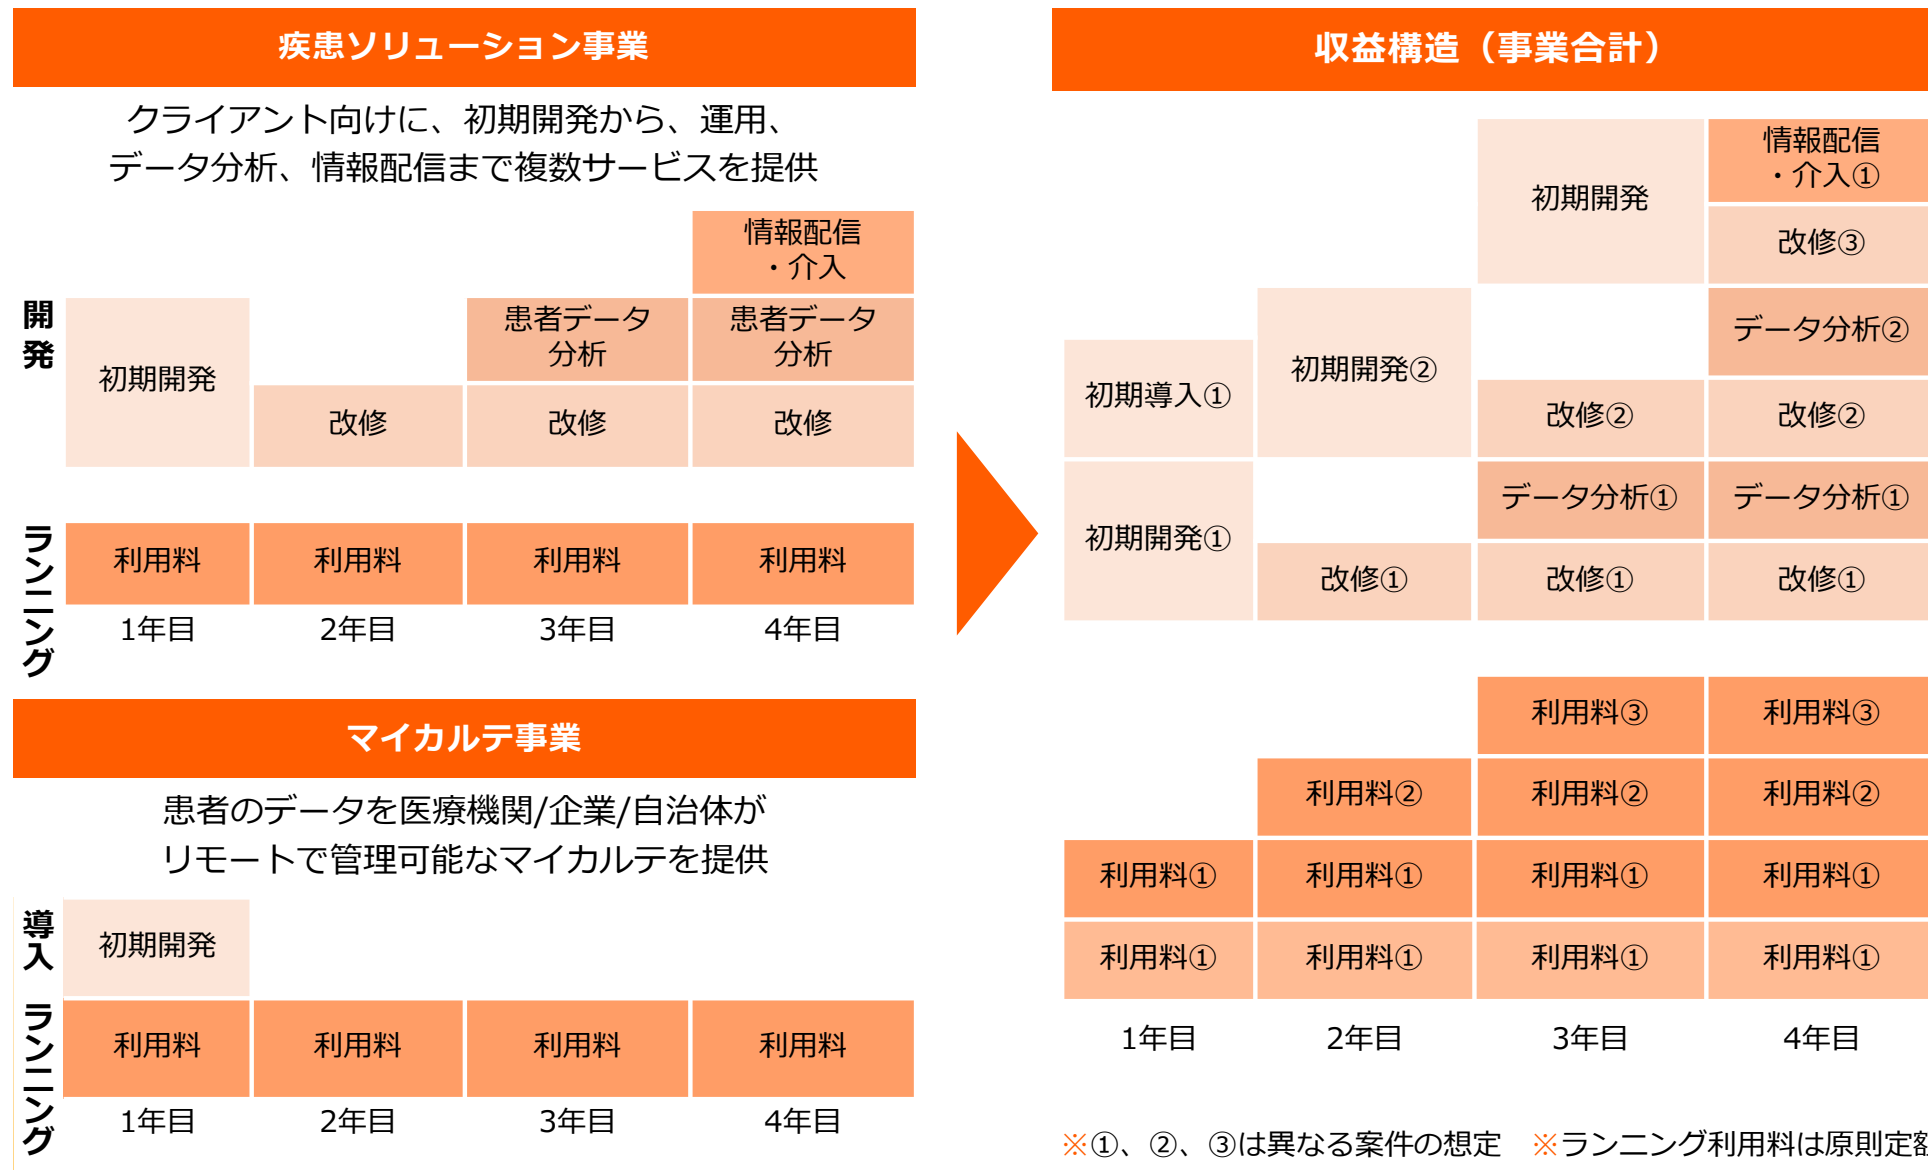 疾患ソリューション事業
クライアント向けに、初期開発から、運用、
データ分析、情報配信まで複数サービスを提供
開発
情報配信
・介入
初期開発
患者データ
分析
患者データ
分析
改修
改修
改修
ランニング
利用料
利用料
利用料
利用料
1年目
2年目
3年目
4年目
マイカルテ事業
患者のデータを医療機関/企業/自治体が
リモートで管理可能なマイカルテを提供
導入
初期開発
ランニング
利用料
利用料
利用料
利用料
1年目
2年目
3年目
4年目
収益構造（事業合計）
初期開発
情報配信
・介入①
改修③
初期導入①
初期開発②
データ分析②
改修②
改修②
初期開発①
データ分析①
データ分析①
改修①
改修①
改修①
利用料③
利用料③
利用料②
利用料②
利用料②
利用料①
利用料①
利用料①
利用料①
利用料①
利用料①
利用料①
利用料①
1年目
2年目
3年目
4年目
※①、②、③は異なる案件の想定 ※ランニング利用料は原則定